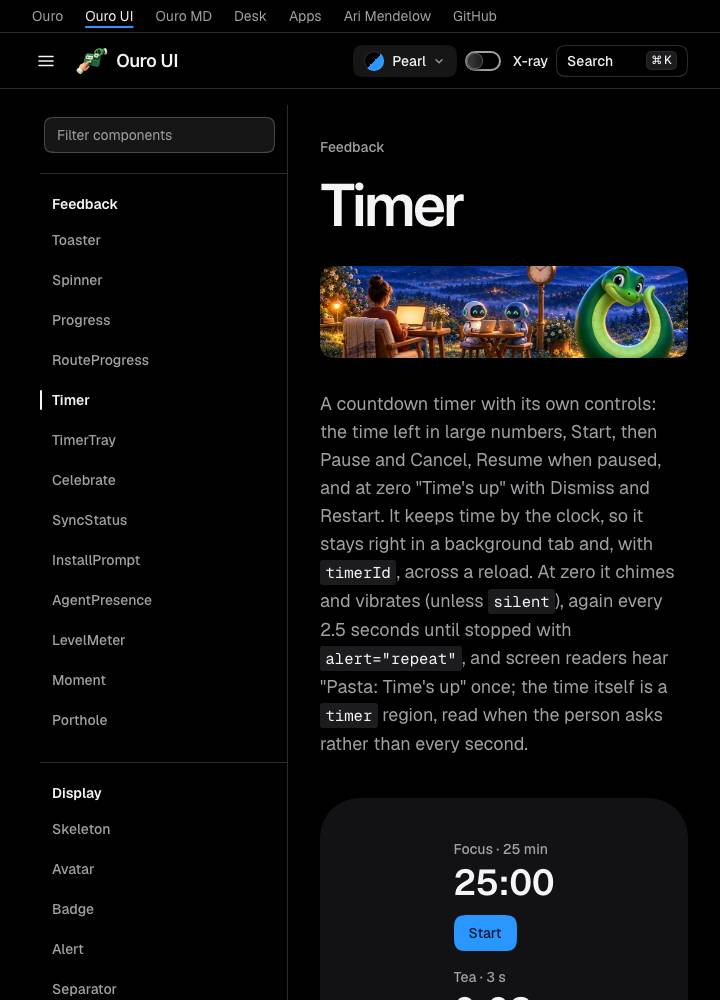 Ouro
Ouro UI
Ouro MD
Desk
Apps
Ari Mendelow
GitHub
Ouro UI
Pearl
X-ray
Search
⌘ K
Filter components
Feedback
Toaster
Spinner
Progress
RouteProgress
Timer
TimerTray
Celebrate
SyncStatus
InstallPrompt
AgentPresence
LevelMeter
Moment
Porthole
Display
Skeleton
Avatar
Badge
Alert
Separator
Feedback
Timer
A countdown timer with its own controls:
the time left in large numbers, Start, then
Pause and Cancel, Resume when paused,
and at zero "Time's up" with Dismiss and
Restart. It keeps time by the clock, so it
stays right in a background tab and, with
timerId, across a reload. At zero it chimes
and vibrates (unless silent), again every
2.5 seconds until stopped with
alert="repeat", and screen readers hear
"Pasta: Time's up" once; the time itself is a
timer region, read when the person asks
rather than every second.
Focus · 25 min
25:00
Start
Tea · 3 s